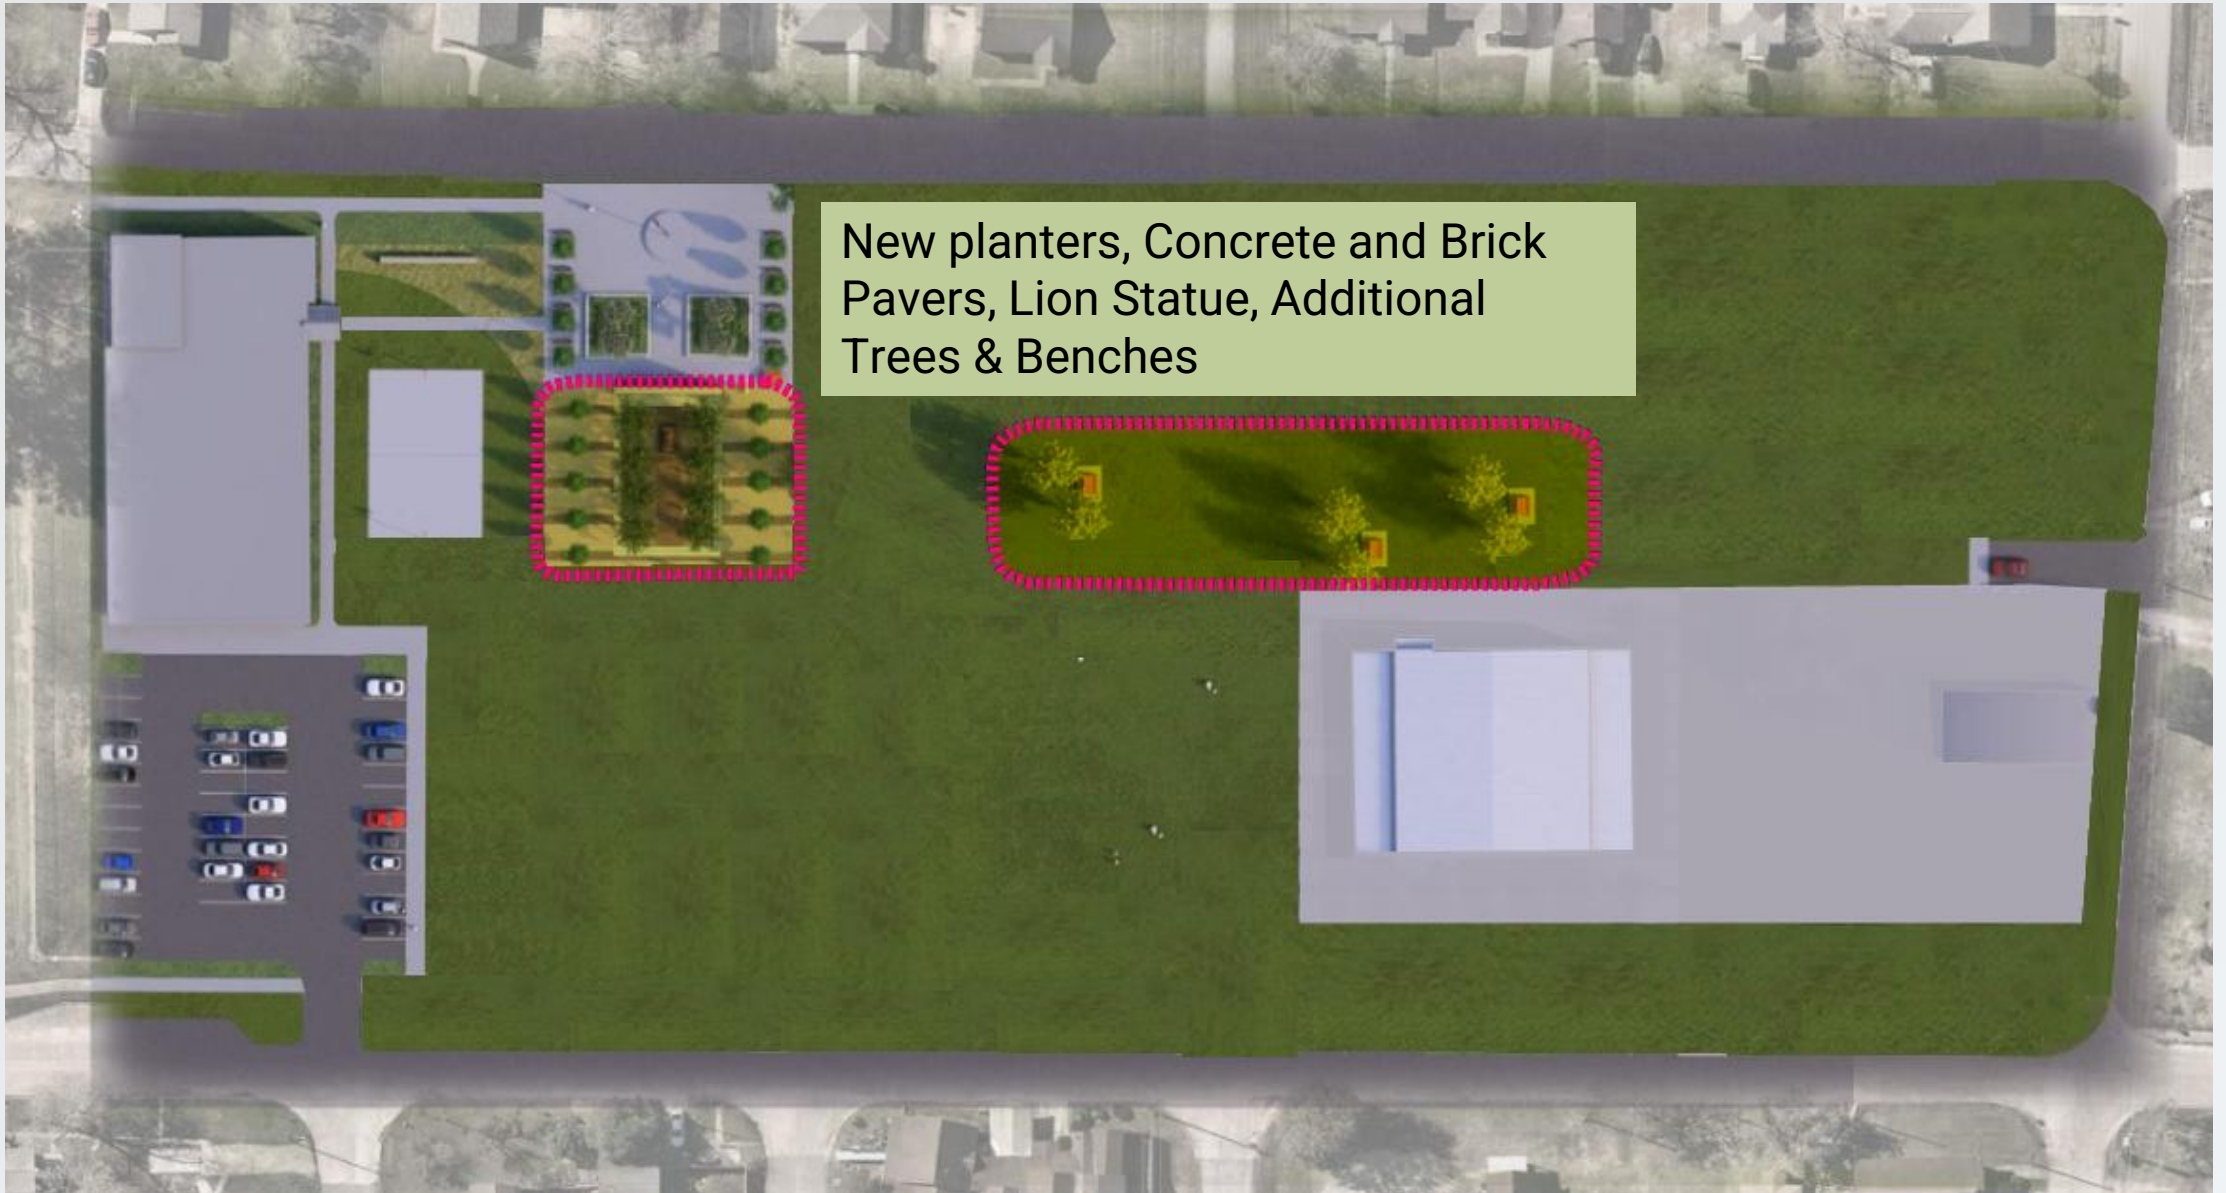 New planters, Concrete and Brick
Pavers, Lion Statue, Additional
Trees & Benches